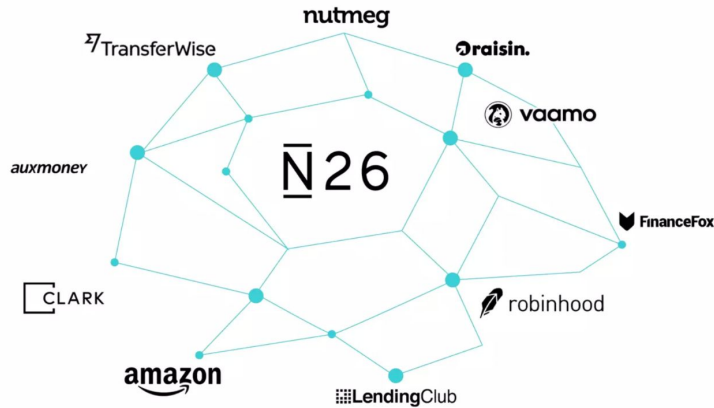 nutmeg
TransferWise
raisin.
vaamo
auxmoney
N26
FinanceFox
CLARK
robinhood
amazon
LendingClub